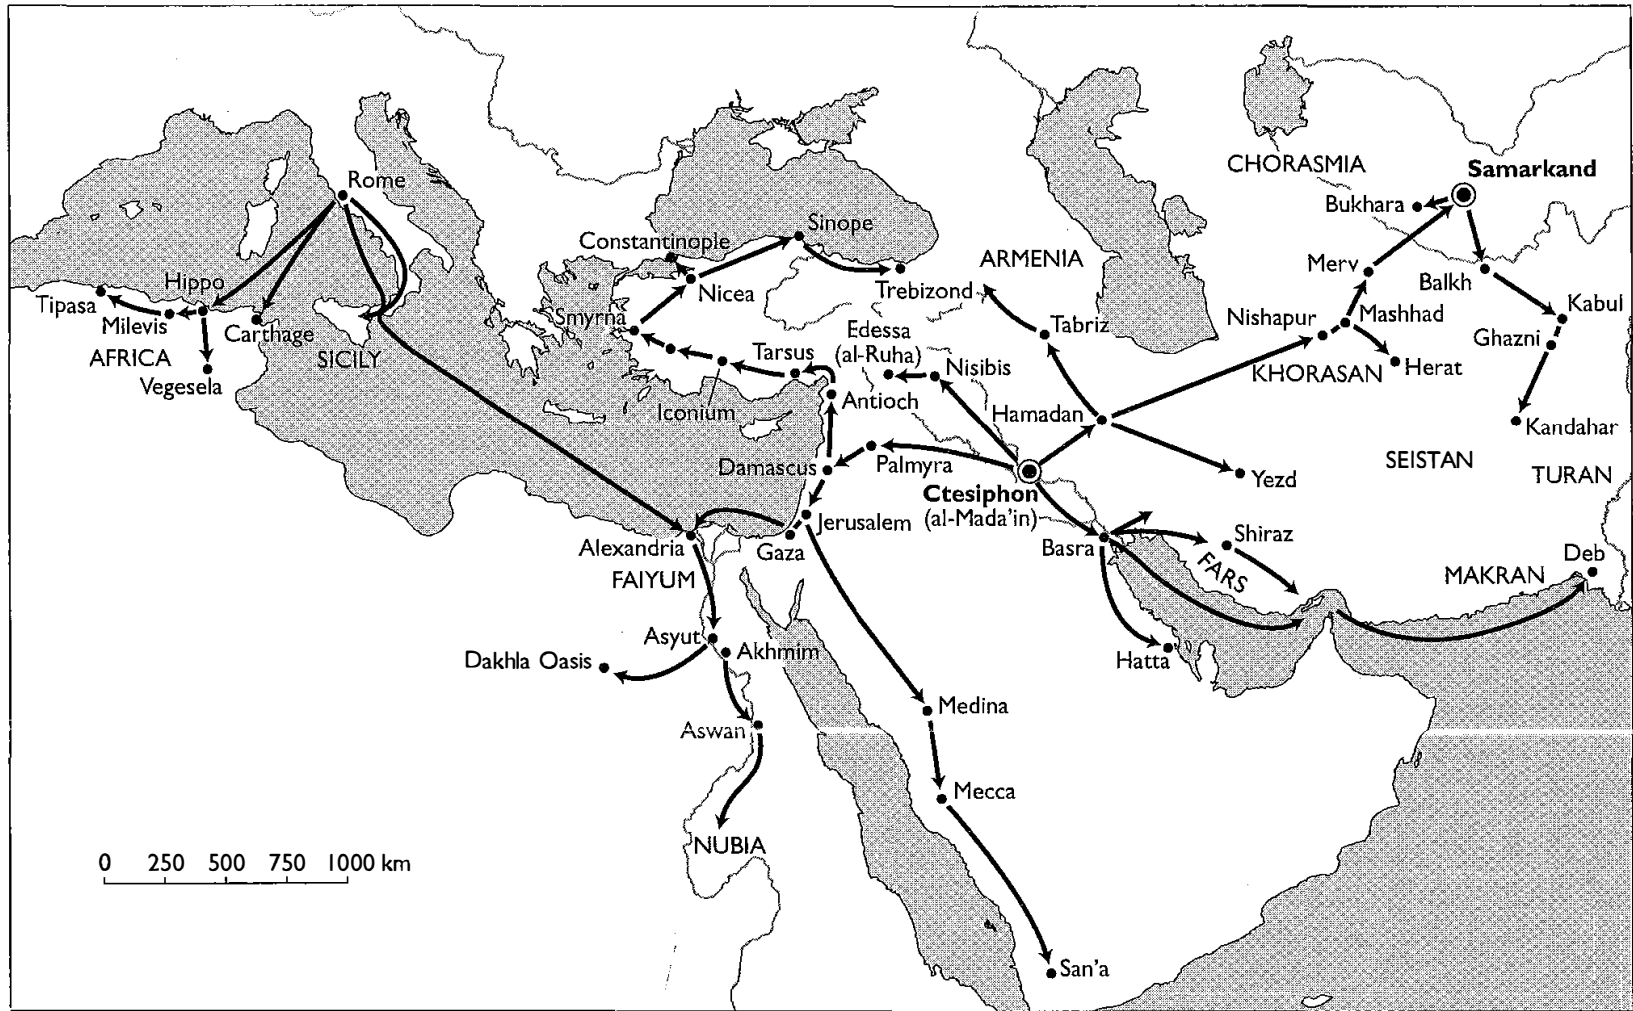 CHORASMIA
Samarkand
Rome
Bukhara
Sinope
Constantinople
ARMENIA
Merv
Balkh
Hippo
Tipasa
Nicea
Trebizond
Kabul
Milevis
Carthage
Smyrna
Edessa
(al-Ruha)
Tabriz
Nishapur
Mashhad
Ghazni
AFRICA
SICILY
Tarsus
Nisibis
KHORASAN
Herat
Vegesela
Iconium
Antioch
Hamadan
Kandahar
Damascus
Palmyra
SEISTAN
Yezd
TURAN
Ctesiphon
(al-Mada'in)
Jerusalem
Alexandria
Gaza
Basra
Shiraz
Deb
FAIYUM
FARS
MAKRAN
Asyut
Akhmim
Dakhla Oasis
Hatta
Medina
Aswan
Mecca
NUBIA
0 250 500 750 1000 km
San'a